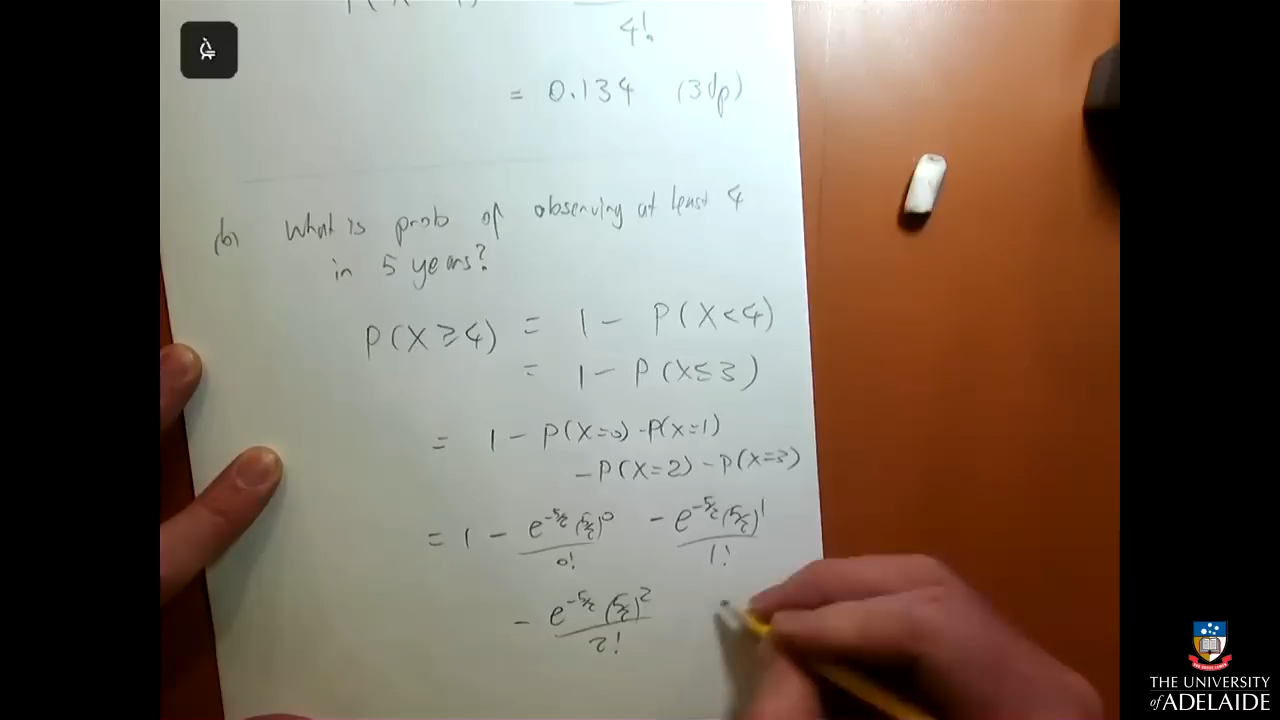 4!
= 0.134 (3dp)
(b) What is prob of observing at least 4
in 5 years?
P(X≥4) = 1 - P(X<4)
= 1 - P(X≤3)
= 1 - P(X=0) - P(X=1)
- P(X=2) - P(X=3)
= 1 - e^{-5/2}(5/2)^0 / 0! - e^{-5/2}(5/2)^1 / 1!
- e^{-5/2}(5/2)^2 / 2!
THE UNIVERSITY
of ADELAIDE